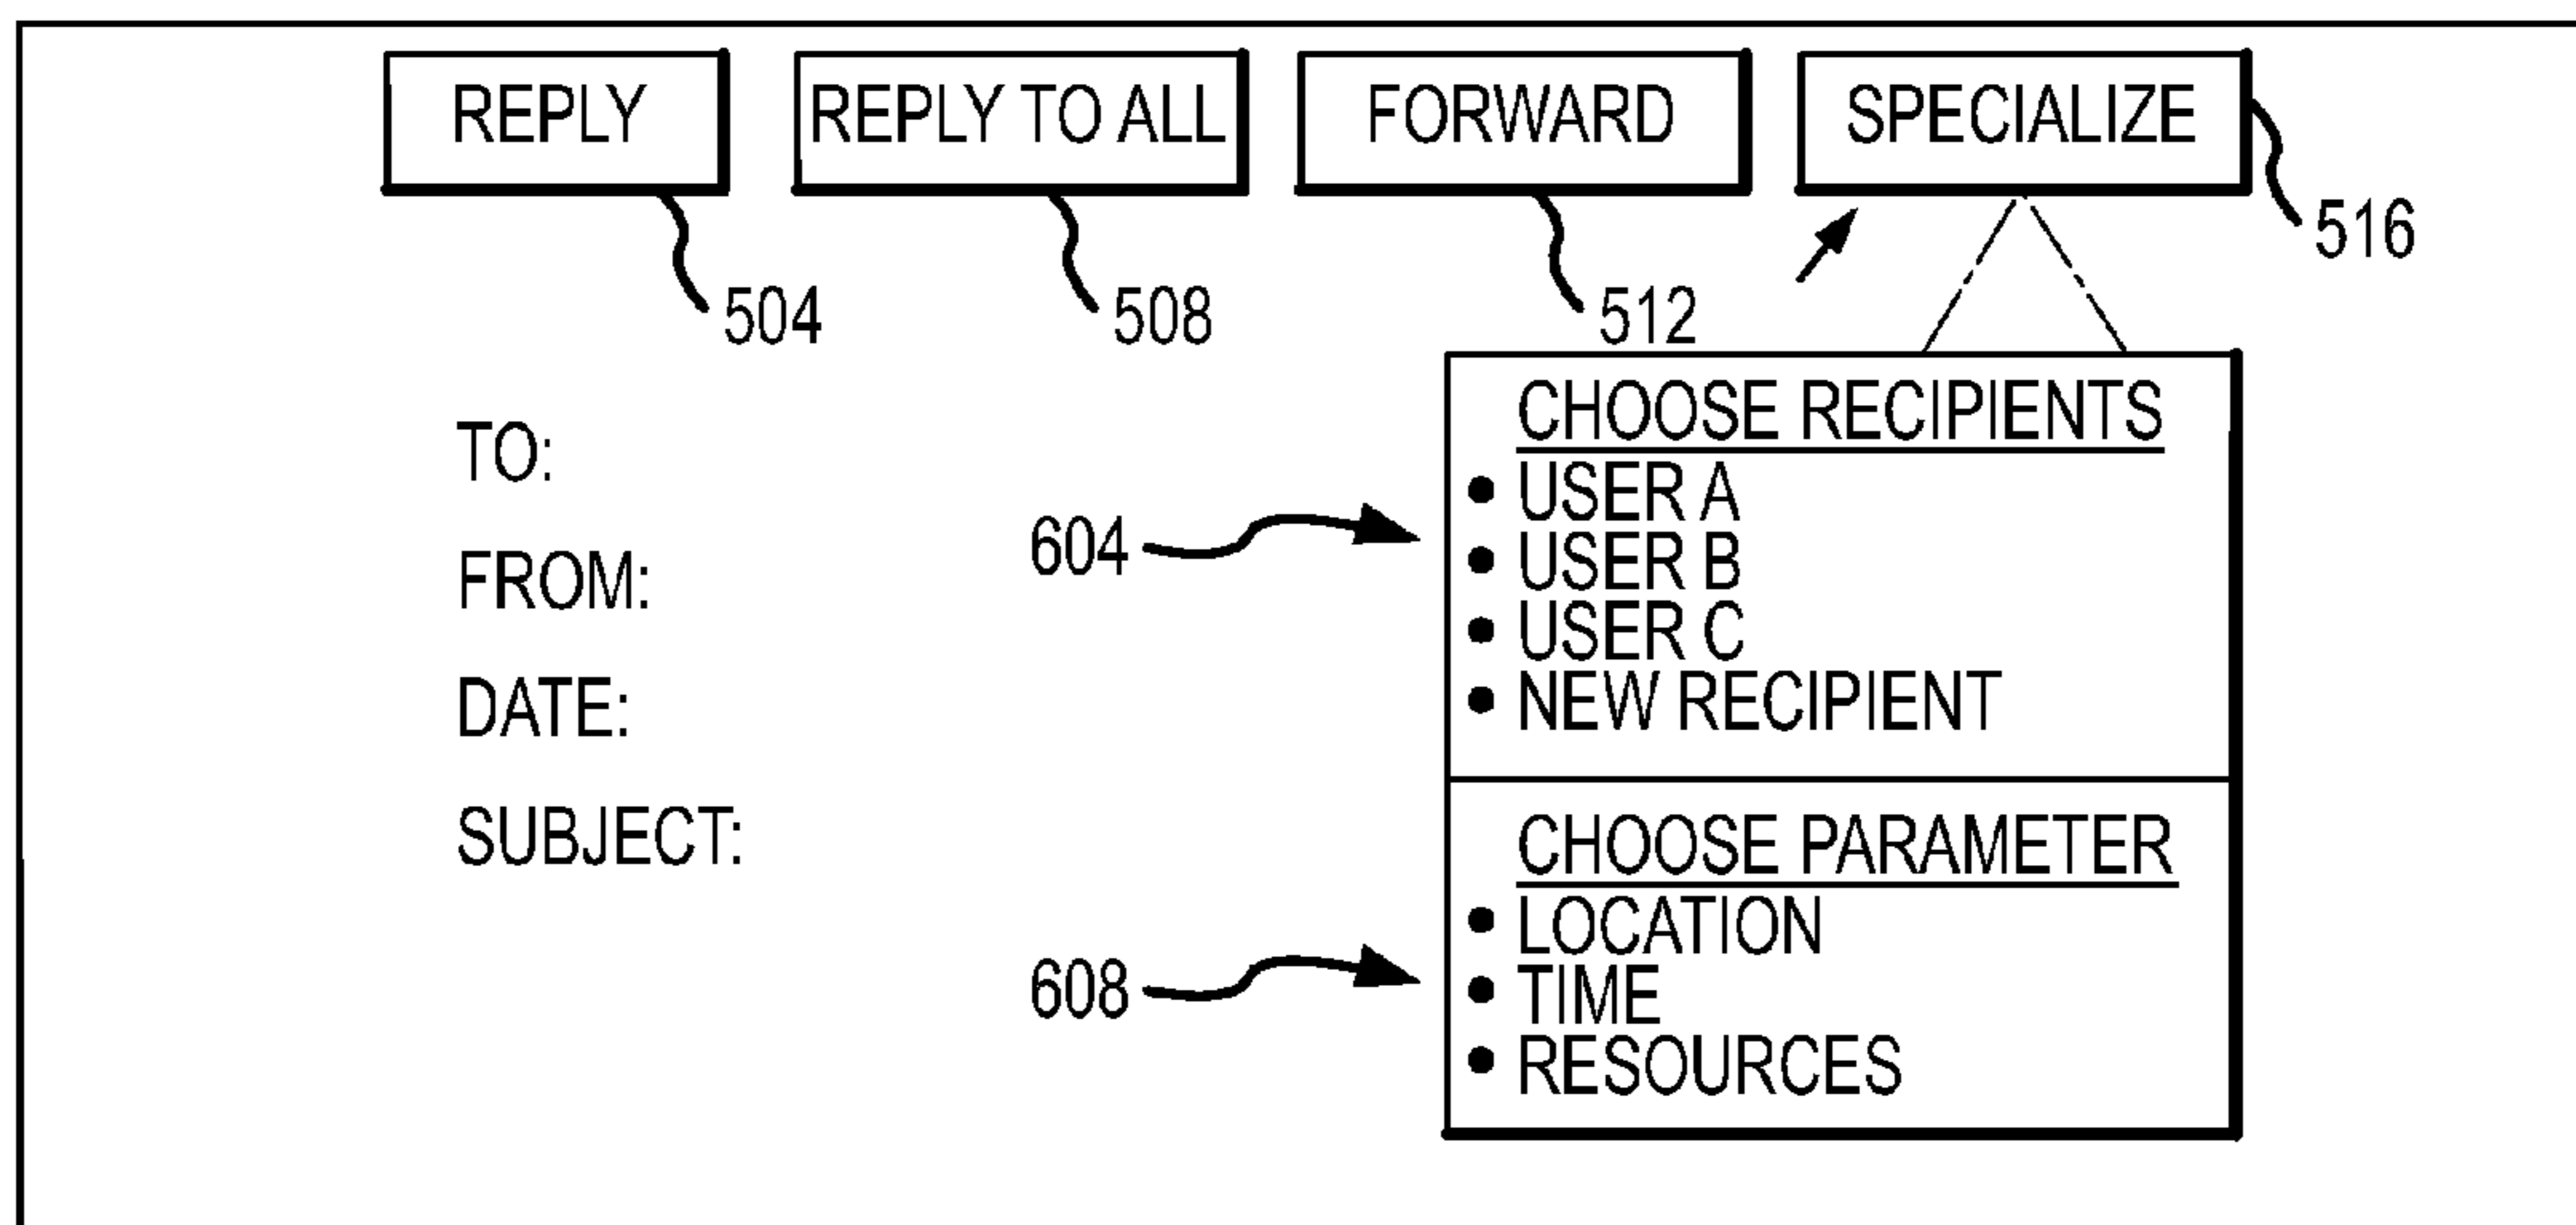 REPLY
REPLY TO ALL
FORWARD
SPECIALIZE
504
508
512
516
TO:
FROM:
DATE:
SUBJECT:
CHOOSE RECIPIENTS
604
• USER A
• USER B
• USER C
• NEW RECIPIENT
CHOOSE PARAMETER
608
• LOCATION
• TIME
• RESOURCES